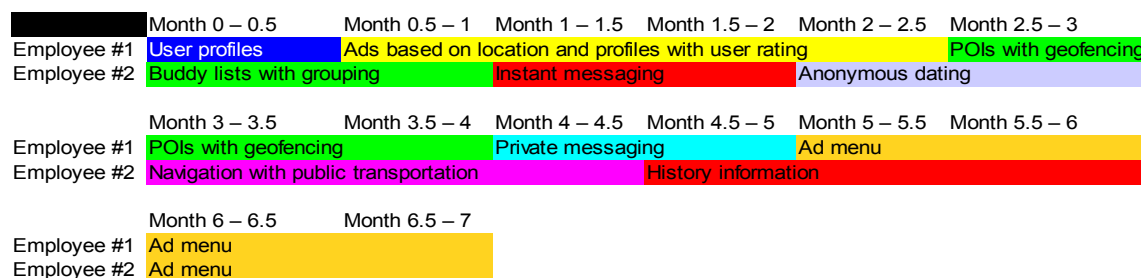 Month 0 – 0.5 Month 0.5 – 1 Month 1 – 1.5 Month 1.5 – 2 Month 2 – 2.5 Month 2.5 – 3
Employee #1 User profiles Ads based on location and profiles with user rating POIs with geofencing
Employee #2 Buddy lists with grouping Instant messaging Anonymous dating
Month 3 – 3.5 Month 3.5 – 4 Month 4 – 4.5 Month 4.5 – 5 Month 5 – 5.5 Month 5.5 – 6
Employee #1 POIs with geofencing Private messaging Ad menu
Employee #2 Navigation with public transportation History information
Month 6 – 6.5 Month 6.5 – 7
Employee #1 Ad menu
Employee #2 Ad menu